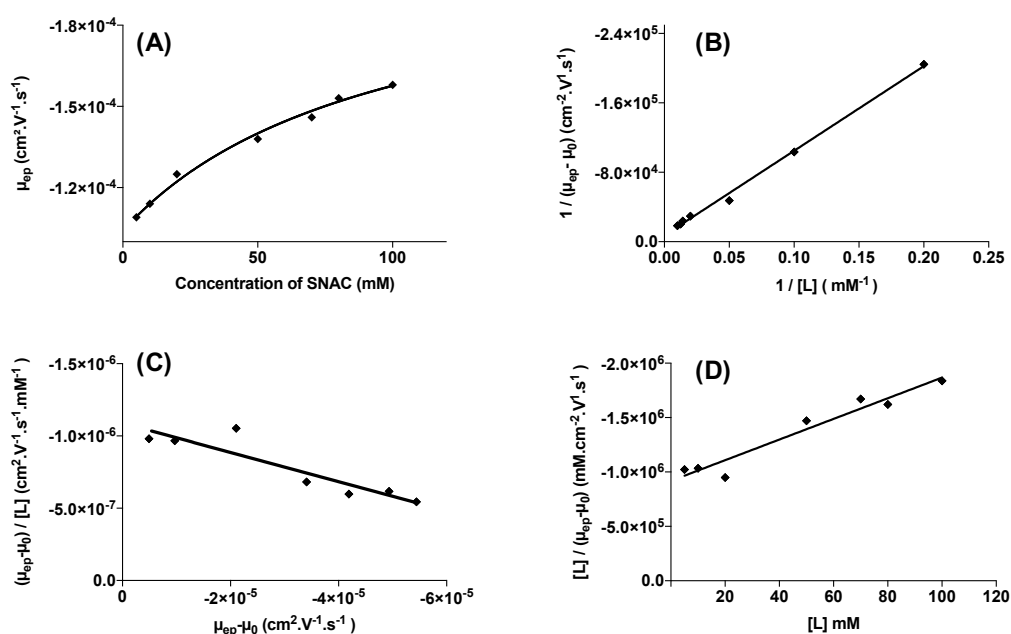 (A)
-1.8×10⁻⁴
-1.5×10⁻⁴
-1.2×10⁻⁴
μₑₚ (cm².V⁻¹.s⁻¹)
0 50 100
Concentration of SNAC (mM)
(B)
-2.4×10⁵
-1.6×10⁵
-8.0×10⁴
0.0
1 / (μₑₚ- μ₀) (cm⁻².V¹.s¹)
0.00 0.05 0.10 0.15 0.20 0.25
1 / [L] ( mM⁻¹)
(C)
-1.5×10⁻⁶
-1.0×10⁻⁶
-5.0×10⁻⁷
0.0
(μₑₚ-μ₀) / [L] (cm².V⁻¹.s⁻¹.mM⁻¹ )
0 -2×10⁻⁵ -4×10⁻⁵ -6×10⁻⁵
μₑₚ-μ₀ (cm².V⁻¹.s⁻¹)
(D)
-2.0×10⁶
-1.5×10⁶
-1.0×10⁶
-5.0×10⁵
0.0
[L] / (μₑₚ-μ₀) (mM.cm⁻².V¹.s¹)
20 40 60 80 100 120
[L] mM